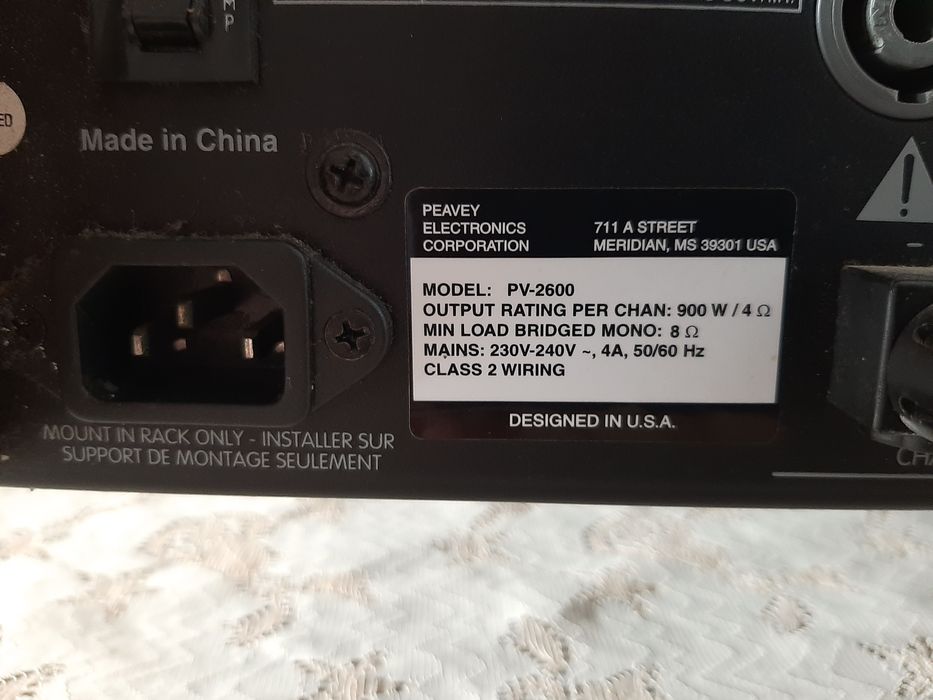 Made in China
PEAVEY
ELECTRONICS
CORPORATION
711 A STREET
MERIDIAN, MS 39301 USA
MODEL: PV-2600
OUTPUT RATING PER CHAN: 900 W / 4 Ω
MIN LOAD BRIDGED MONO: 8 Ω
MAINS: 230V-240V ~, 4A, 50/60 Hz
CLASS 2 WIRING
DESIGNED IN U.S.A.
MOUNT IN RACK ONLY - INSTALLER SUR
SUPPORT DE MONTAGE SEULEMENT